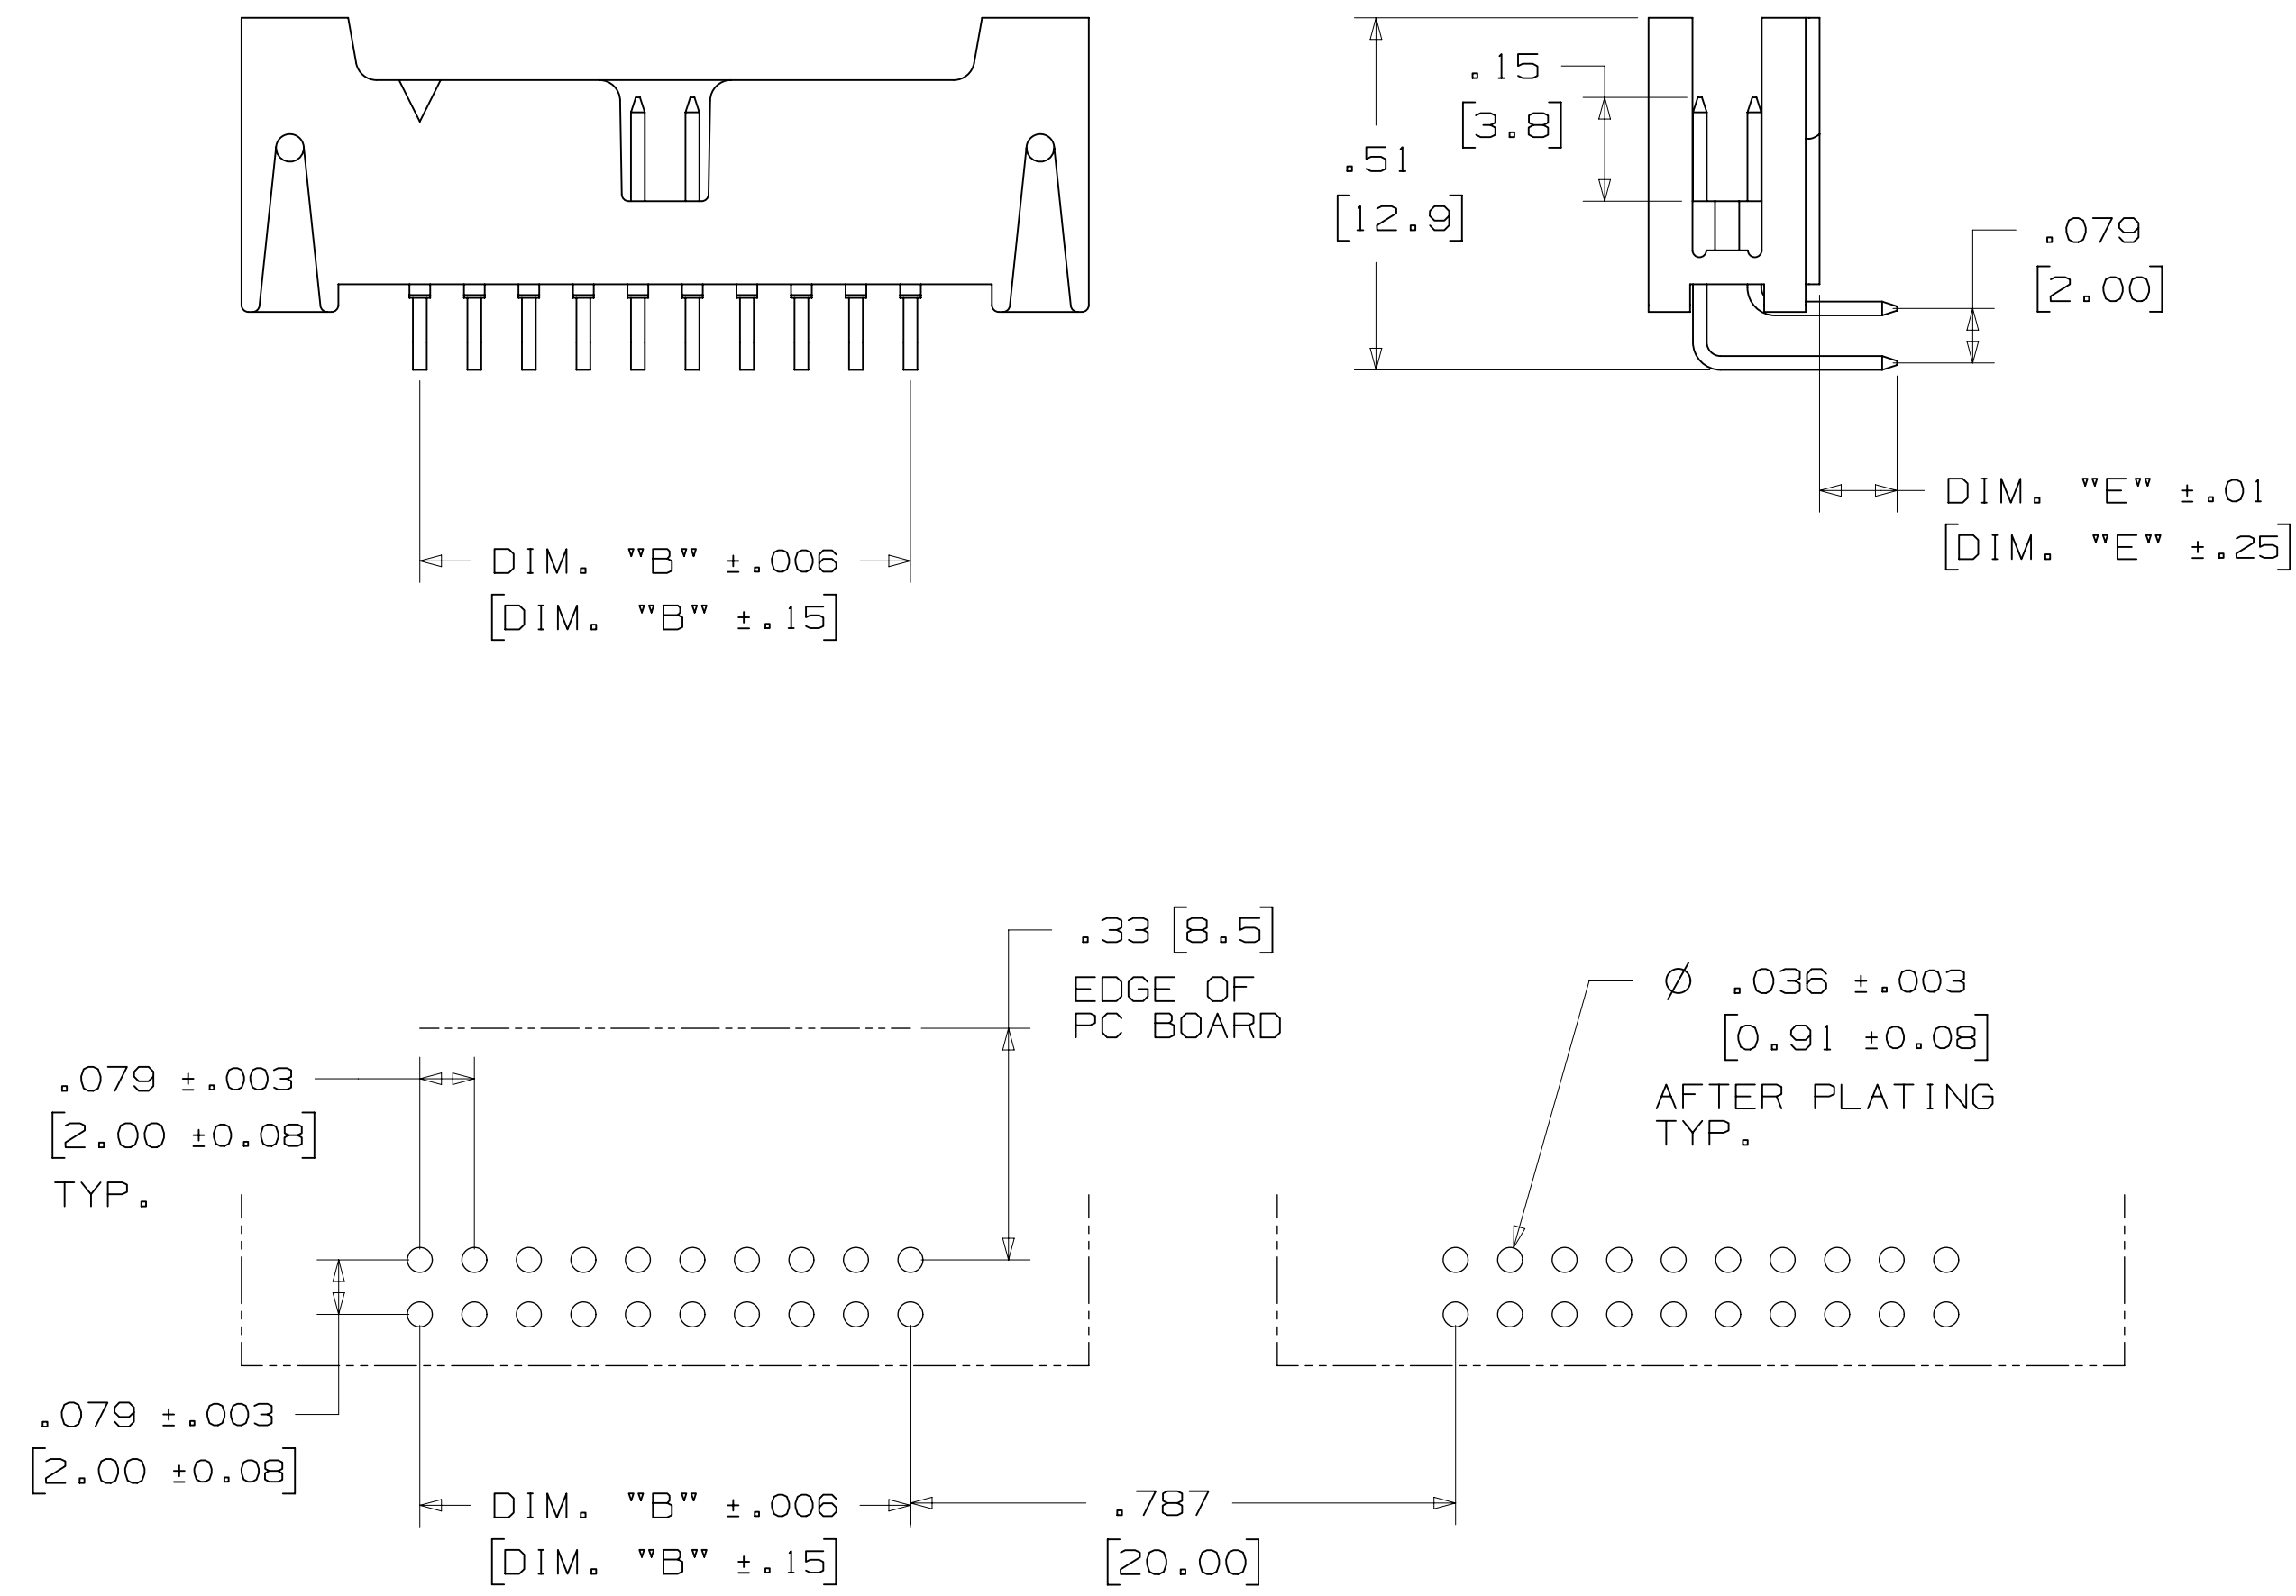 .15
[3.8]
.51
[12.9]
.079
[2.00]
DIM. "E" ±.01
[DIM. "E" ±.25]
DIM. "B" ±.006
[DIM. "B" ±.15]
.33 [8.5]
EDGE OF
PC BOARD
Ø .036 ±.003
[0.91 ±0.08]
AFTER PLATING
TYP.
.079 ±.003
[2.00 ±0.08]
TYP.
.079 ±.003
[2.00 ±0.08]
DIM. "B" ±.006
[DIM. "B" ±.15]
.787
[20.00]